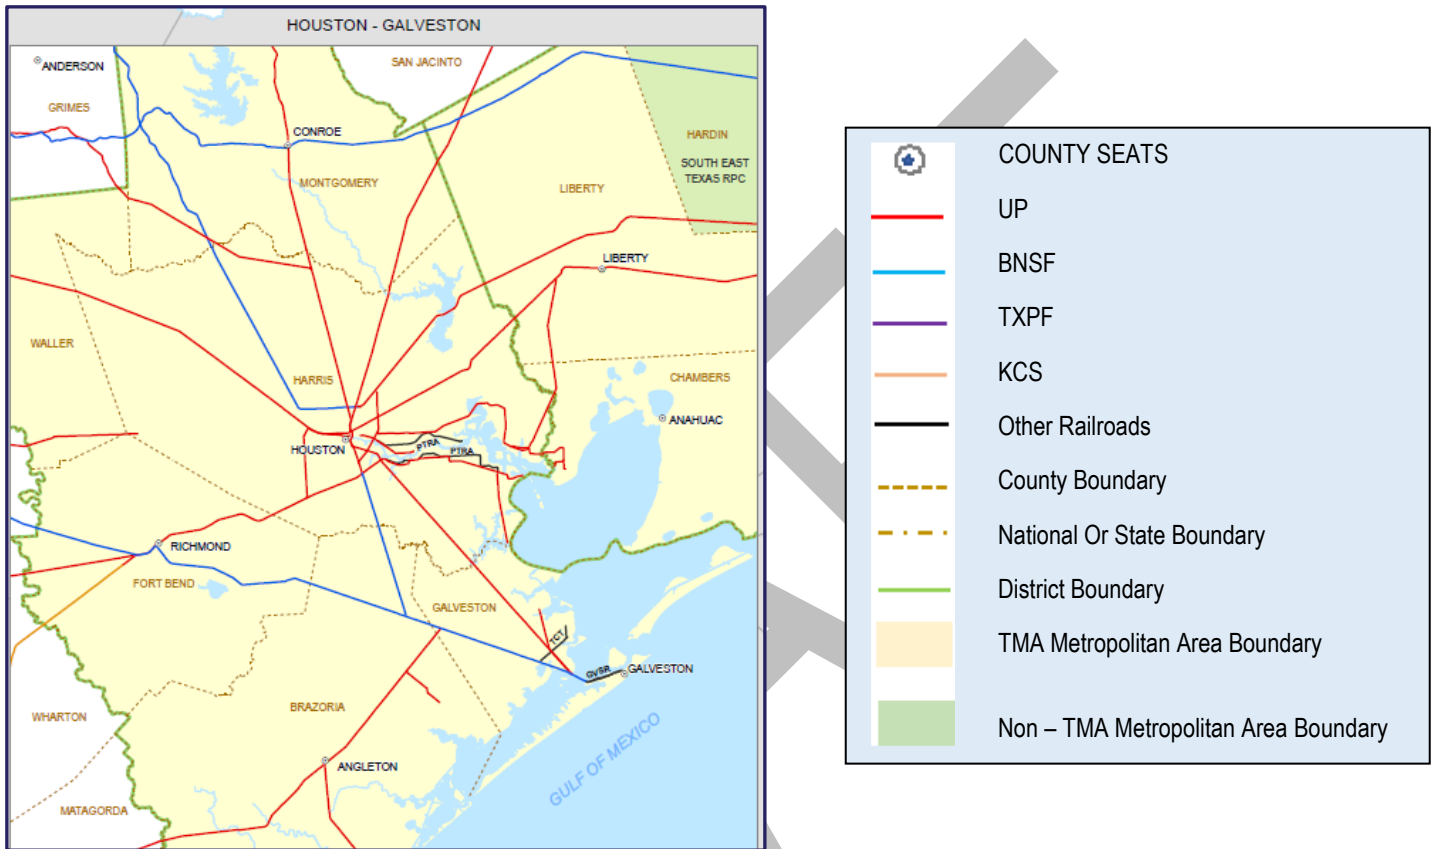 HOUSTON - GALVESTON
ANDERSON
SAN JACINTO
GRIMES
CONROE
HARDIN
SOUTH EAST
TEXAS RPC
MONTGOMERY
LIBERTY
LIBERTY
WALLER
HARRIS
CHAMBERS
ANAHUAC
HOUSTON
PTRA
PTRA
RICHMOND
FORT BEND
GALVESTON
TCT
GVSR
GALVESTON
WHARTON
BRAZORIA
GULF OF MEXICO
ANGLETON
MATAGORDA
COUNTY SEATS
UP
BNSF
TXPF
KCS
Other Railroads
County Boundary
National Or State Boundary
District Boundary
TMA Metropolitan Area Boundary
Non – TMA Metropolitan Area Boundary